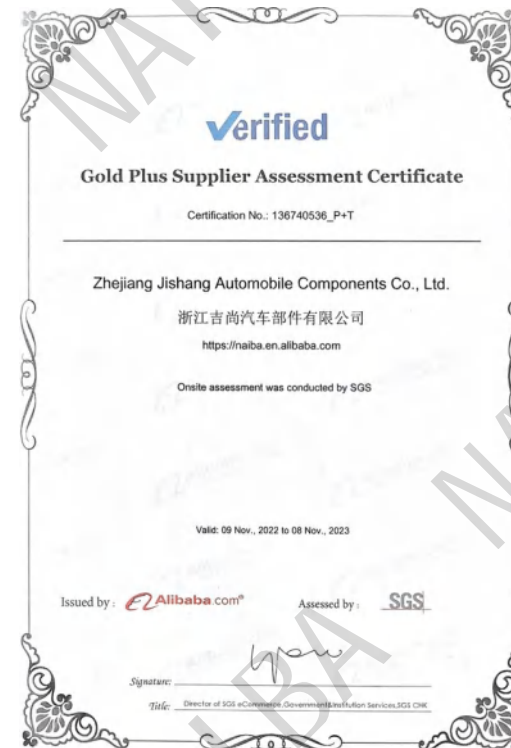 Verified
Gold Plus Supplier Assessment Certificate
Certification No.: 136740536_P+T
Zhejiang Jishang Automobile Components Co., Ltd.
浙江吉尚汽车部件有限公司
https://naiba.en.alibaba.com
Onsite assessment was conducted by SGS
Valid: 09 Nov., 2022 to 08 Nov., 2023
Issued by : Alibaba.com® Assessed by : SGS
Signature:
Title: Director of SGS eCommerce,Government&Institution Services,SGS CHK